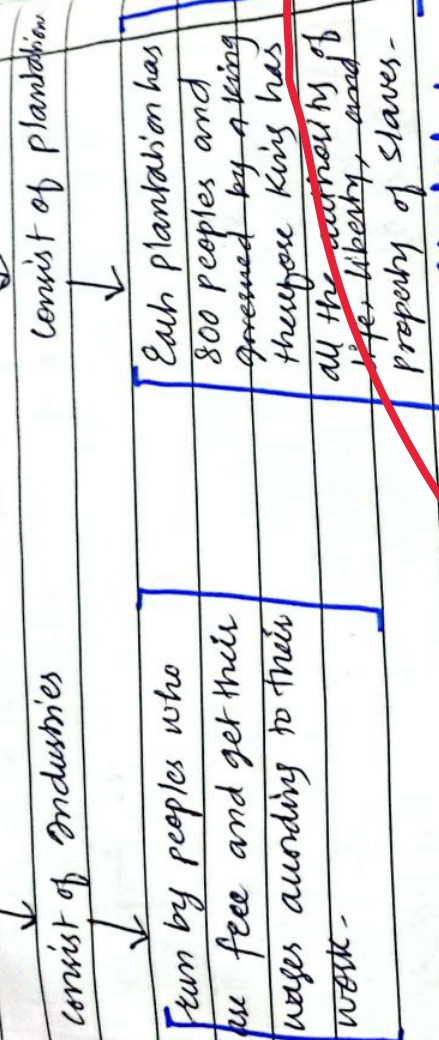 consist of Industries
run by peoples who
are free and get their
wages according to their
work.
consist of plantation
Each plantation has
800 peoples and
governed by a king
therefore King has
all the authority of
life, liberty, and
property of slaves.